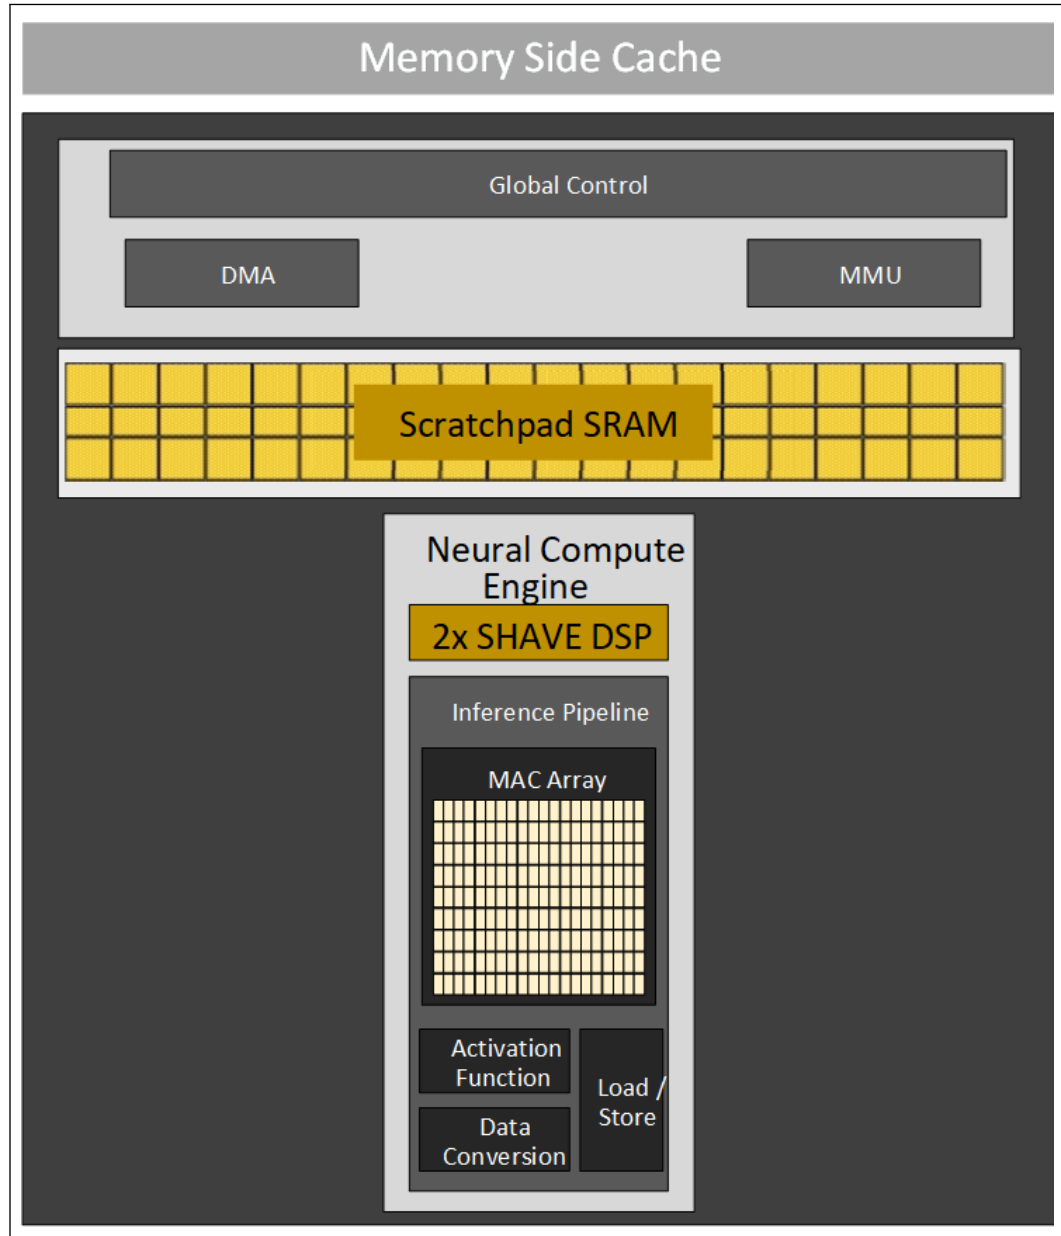 Memory Side Cache
Global Control
DMA
MMU
Scratchpad SRAM
Neural Compute
Engine
2x SHAVE DSP
Inference Pipeline
MAC Array
Activation
Function
Load /
Store
Data
Conversion